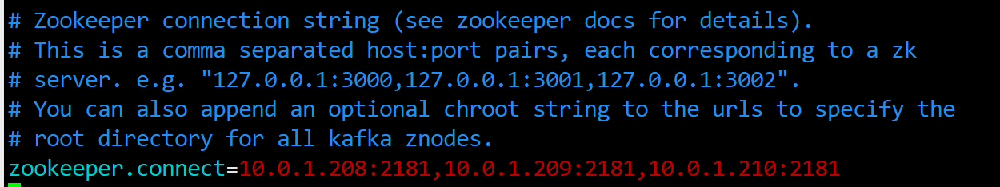 # Zookeeper connection string (see zookeeper docs for details).
# This is a comma separated host:port pairs, each corresponding to a zk
# server. e.g. "127.0.0.1:3000,127.0.0.1:3001,127.0.0.1:3002".
# You can also append an optional chroot string to the urls to specify the
# root directory for all kafka znodes.
zookeeper.connect=10.0.1.208:2181,10.0.1.209:2181,10.0.1.210:2181